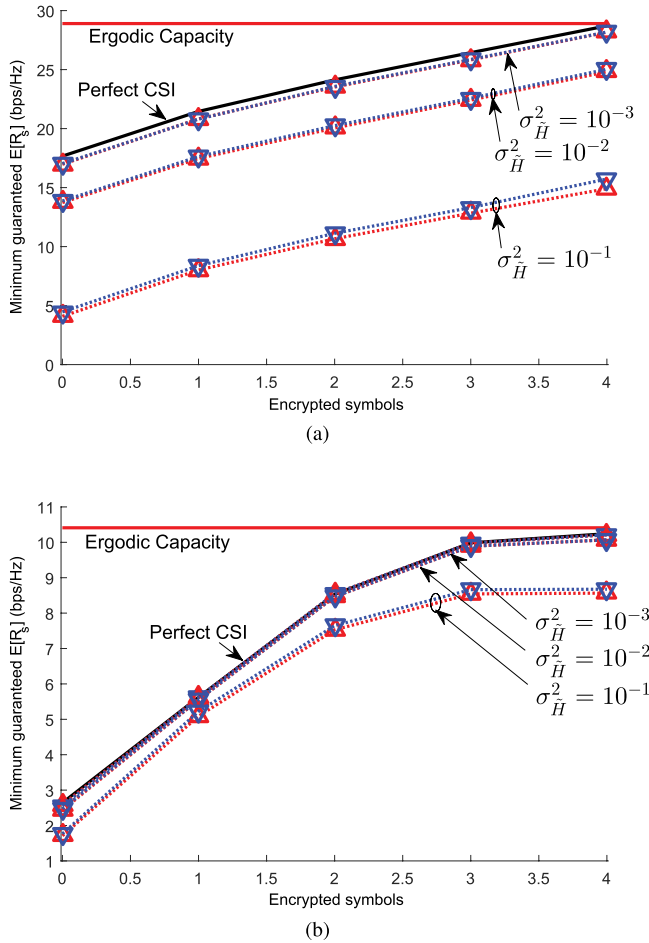 30
25
20
15
10
5
0
Minimum guaranteed E[R_s] (bps/Hz)
Ergodic Capacity
Perfect CSI
σ²_H̃ = 10⁻³
σ²_H̃ = 10⁻²
σ²_H̃ = 10⁻¹
0 0.5 1 1.5 2 2.5 3 3.5 4
Encrypted symbols
(a)
11
10
9
8
7
6
5
4
3
2
1
Minimum guaranteed E[R_s] (bps/Hz)
Ergodic Capacity
Perfect CSI
σ²_H̃ = 10⁻³
σ²_H̃ = 10⁻²
σ²_H̃ = 10⁻¹
0 0.5 1 1.5 2 2.5 3 3.5 4
Encrypted symbols
(b)